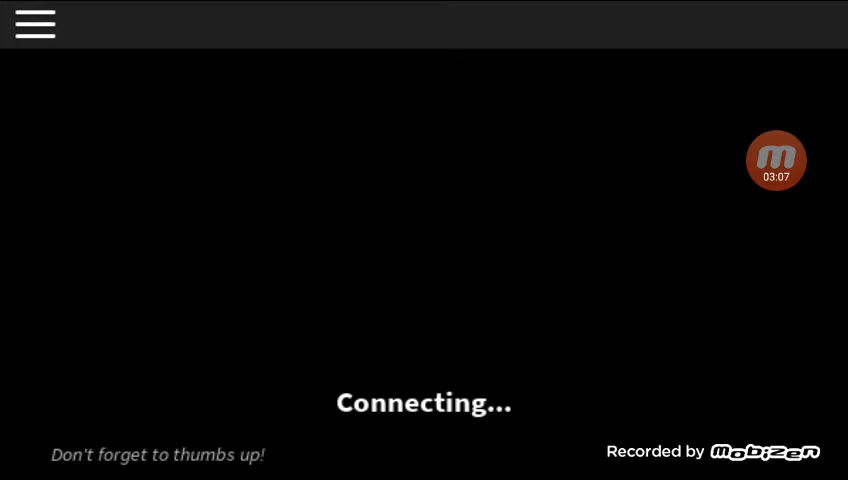 m
03:07
Connecting...
Don't forget to thumbs up!
Recorded by mobizen